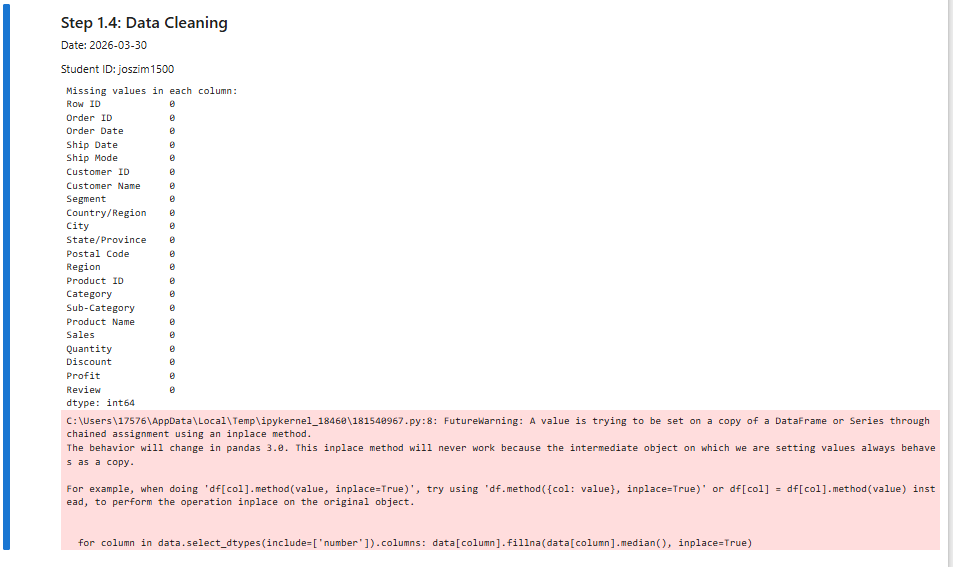 Step 1.4: Data Cleaning
Date: 2026-03-30
Student ID: joszim1500
Missing values in each column:
Row ID 0
Order ID 0
Order Date 0
Ship Date 0
Ship Mode 0
Customer ID 0
Customer Name 0
Segment 0
Country/Region 0
City 0
State/Province 0
Postal Code 0
Region 0
Product ID 0
Category 0
Sub-Category 0
Product Name 0
Sales 0
Quantity 0
Discount 0
Profit 0
Review 0
dtype: int64
C:\Users\17576\AppData\Local\Temp\ipykernel_18460\181540967.py:8: FutureWarning: A value is trying to be set on a copy of a DataFrame or Series through
chained assignment using an inplace method.
The behavior will change in pandas 3.0. This inplace method will never work because the intermediate object on which we are setting values always behave
s as a copy.
For example, when doing 'df[col].method(value, inplace=True)', try using 'df.method({col: value}, inplace=True)' or df[col] = df[col].method(value) inst
ead, to perform the operation inplace on the original object.
for column in data.select_dtypes(include=['number']).columns: data[column].fillna(data[column].median(), inplace=True)